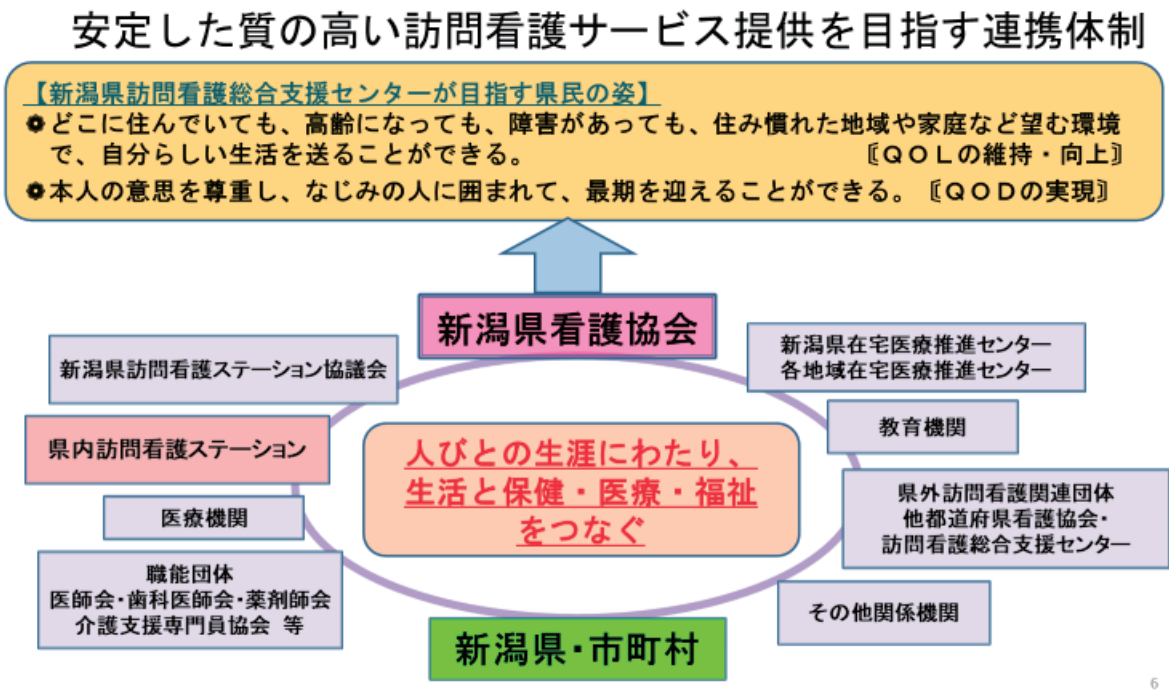 安定した質の高い訪問看護サービス提供を目指す連携体制
【新潟県訪問看護総合支援センターが目指す県民の姿】
❁どこに住んでいても、高齢になっても、障害があっても、住み慣れた地域や家庭など望む環境
で、自分らしい生活を送ることができる。 〖QOLの維持・向上〗
❁本人の意思を尊重し、なじみの人に囲まれて、最期を迎えることができる。〖QODの実現〗
新潟県看護協会
新潟県訪問看護ステーション協議会
県内訪問看護ステーション
医療機関
職能団体
医師会・歯科医師会・薬剤師会
介護支援専門員協会 等
人びとの生涯にわたり、
生活と保健・医療・福祉
をつなぐ
新潟県在宅医療推進センター
各地域在宅医療推進センター
教育機関
県外訪問看護関連団体
他都道府県看護協会・
訪問看護総合支援センター
その他関係機関
新潟県・市町村
6